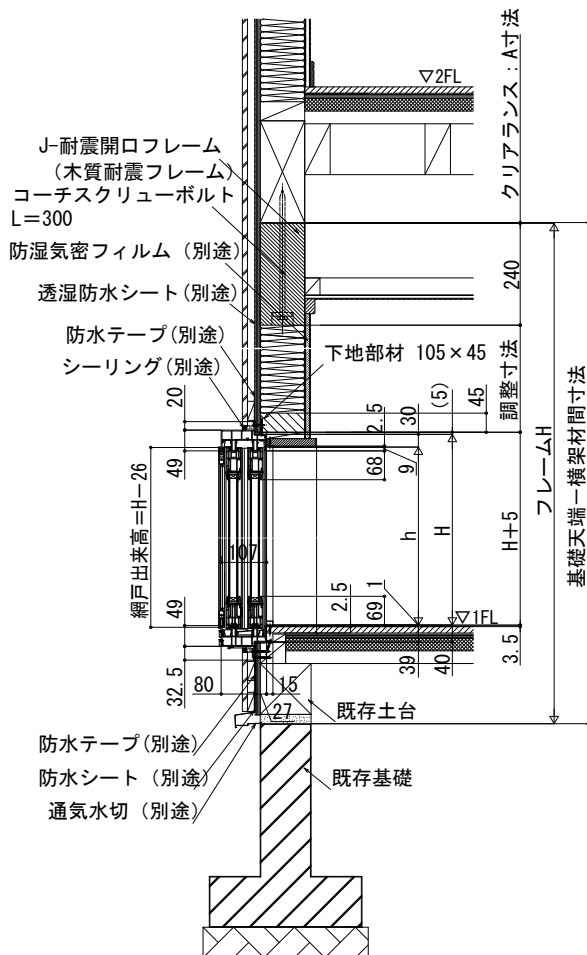 ▽2FL
クリアランス：A寸法
J-耐震開口フレーム
（木質耐震フレーム）
コーチスクリューボルト
L＝300
防湿気密フィルム（別途）
透湿防水シート（別途）
防水テープ（別途）
シーリング（別途）
下地部材 105×45
240
調整寸法
20
2.5
30
(5)
45
49
68
9
網戸出来高＝H−26
107
h
H
H+5
フレームH
基礎天端－横架材間寸法
49
2.5
69
1
▽1FL
39
40
3.5
32.5
80
15
27
既存土台
防水テープ（別途）
防水シート（別途）
通気水切（別途）
既存基礎